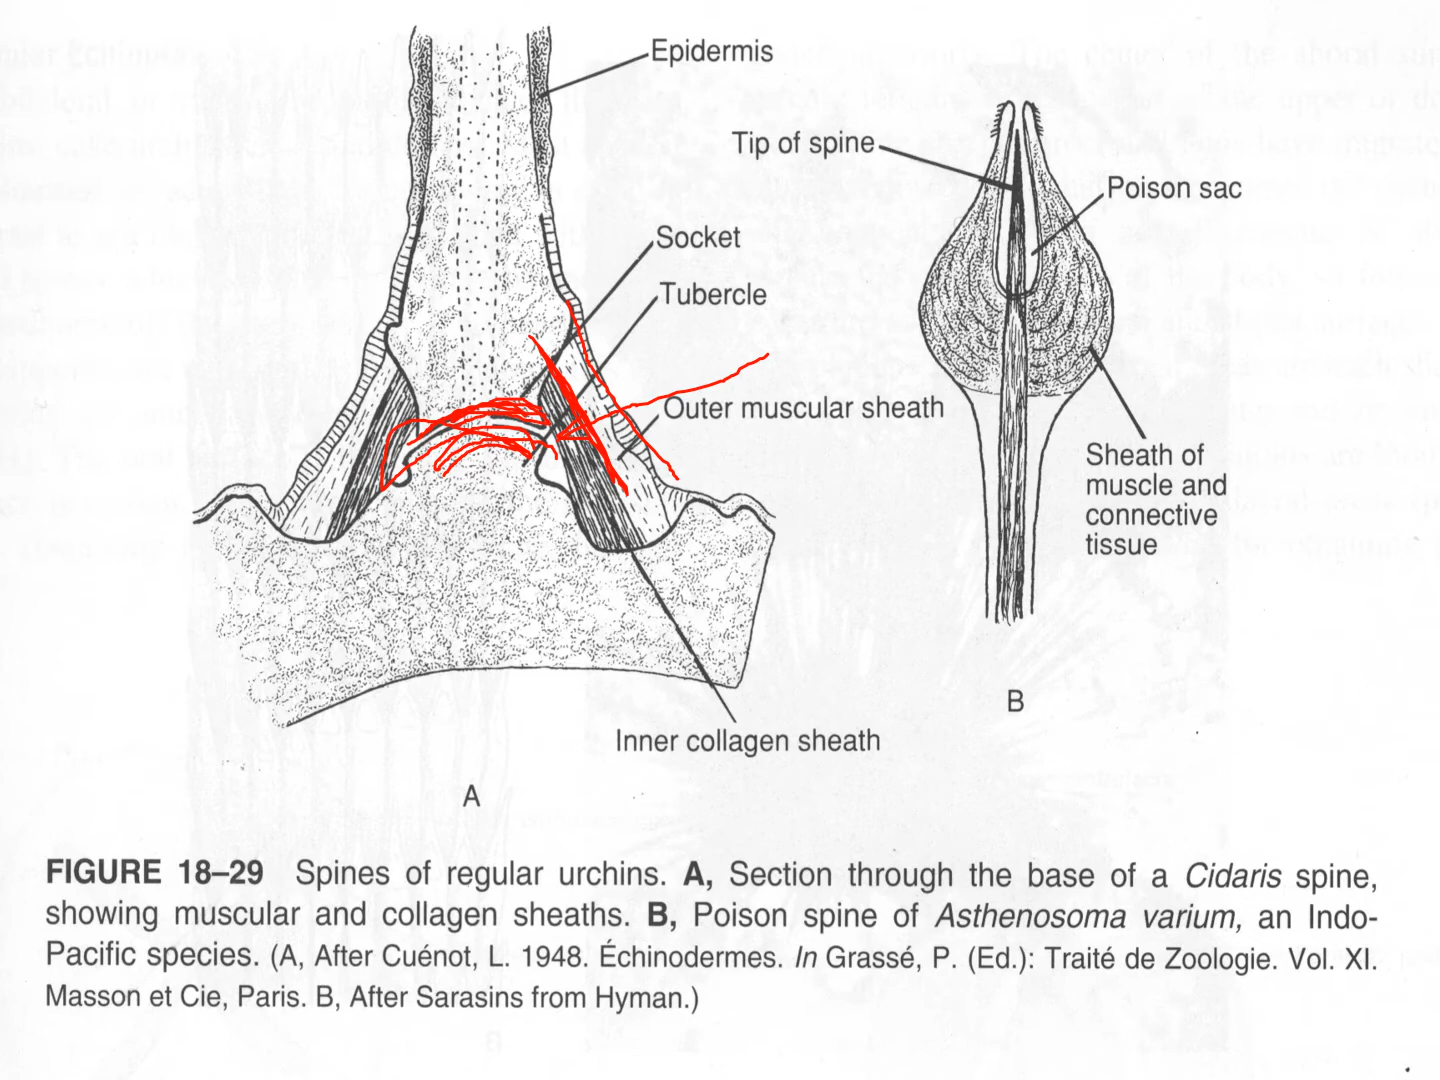 Epidermis
Tip of spine
Poison sac
Socket
Tubercle
Outer muscular sheath
Sheath of
muscle and
connective
tissue
B
Inner collagen sheath
A
FIGURE 18–29 Spines of regular urchins. A, Section through the base of a Cidaris spine,
showing muscular and collagen sheaths. B, Poison spine of Asthenosoma varium, an Indo-
Pacific species. (A, After Cuénot, L. 1948. Échinodermes. In Grassé, P. (Ed.): Traité de Zoologie. Vol. XI.
Masson et Cie, Paris. B, After Sarasins from Hyman.)